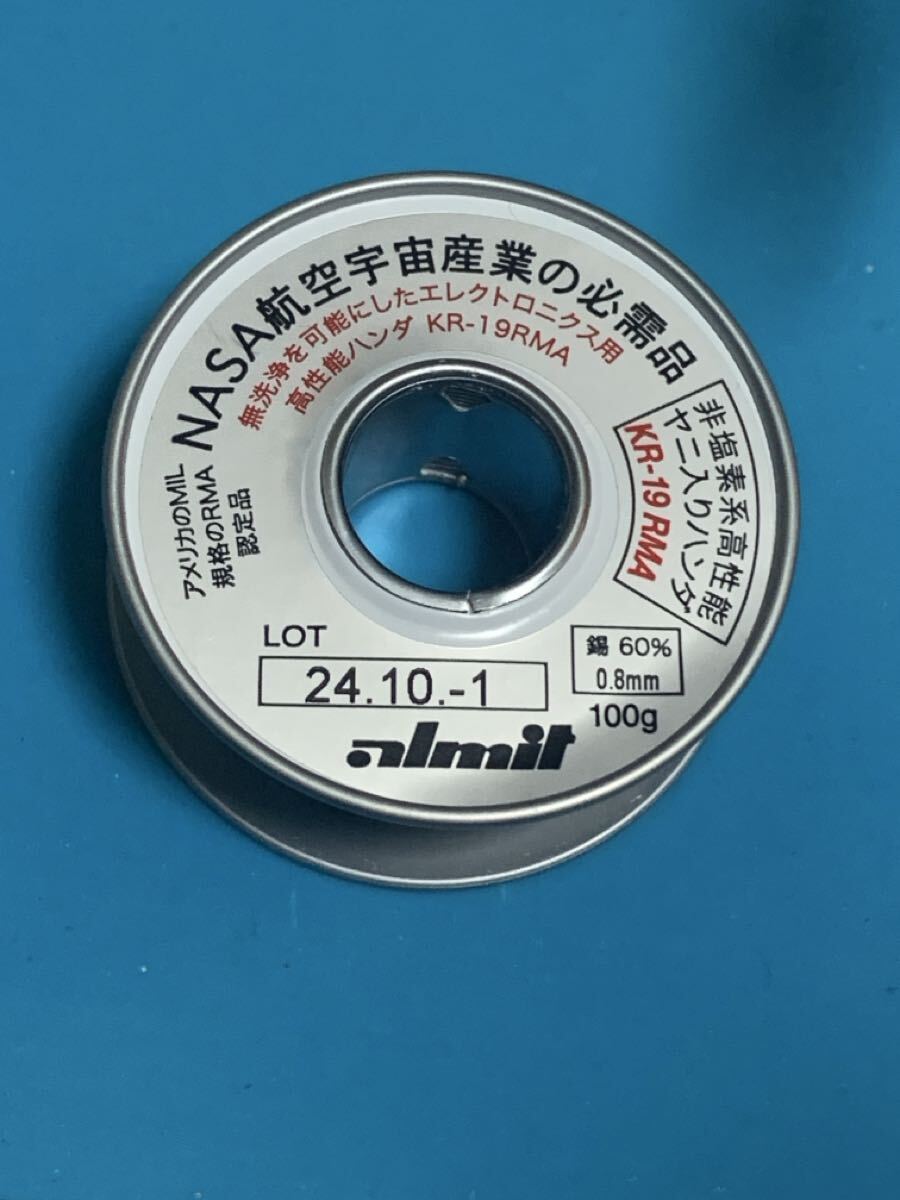 NASA航空宇宙産業の必需品
無洗浄を可能にしたエレクトロニクス用
高性能ハンダ KR-19RMA
アメリカのMIL
規格のRMA
認定品
非塩素系高性能
ヤニ入りハンダ
KR-19 RMA
LOT
24.10.-1
錫 60%
0.8mm
100g
almit